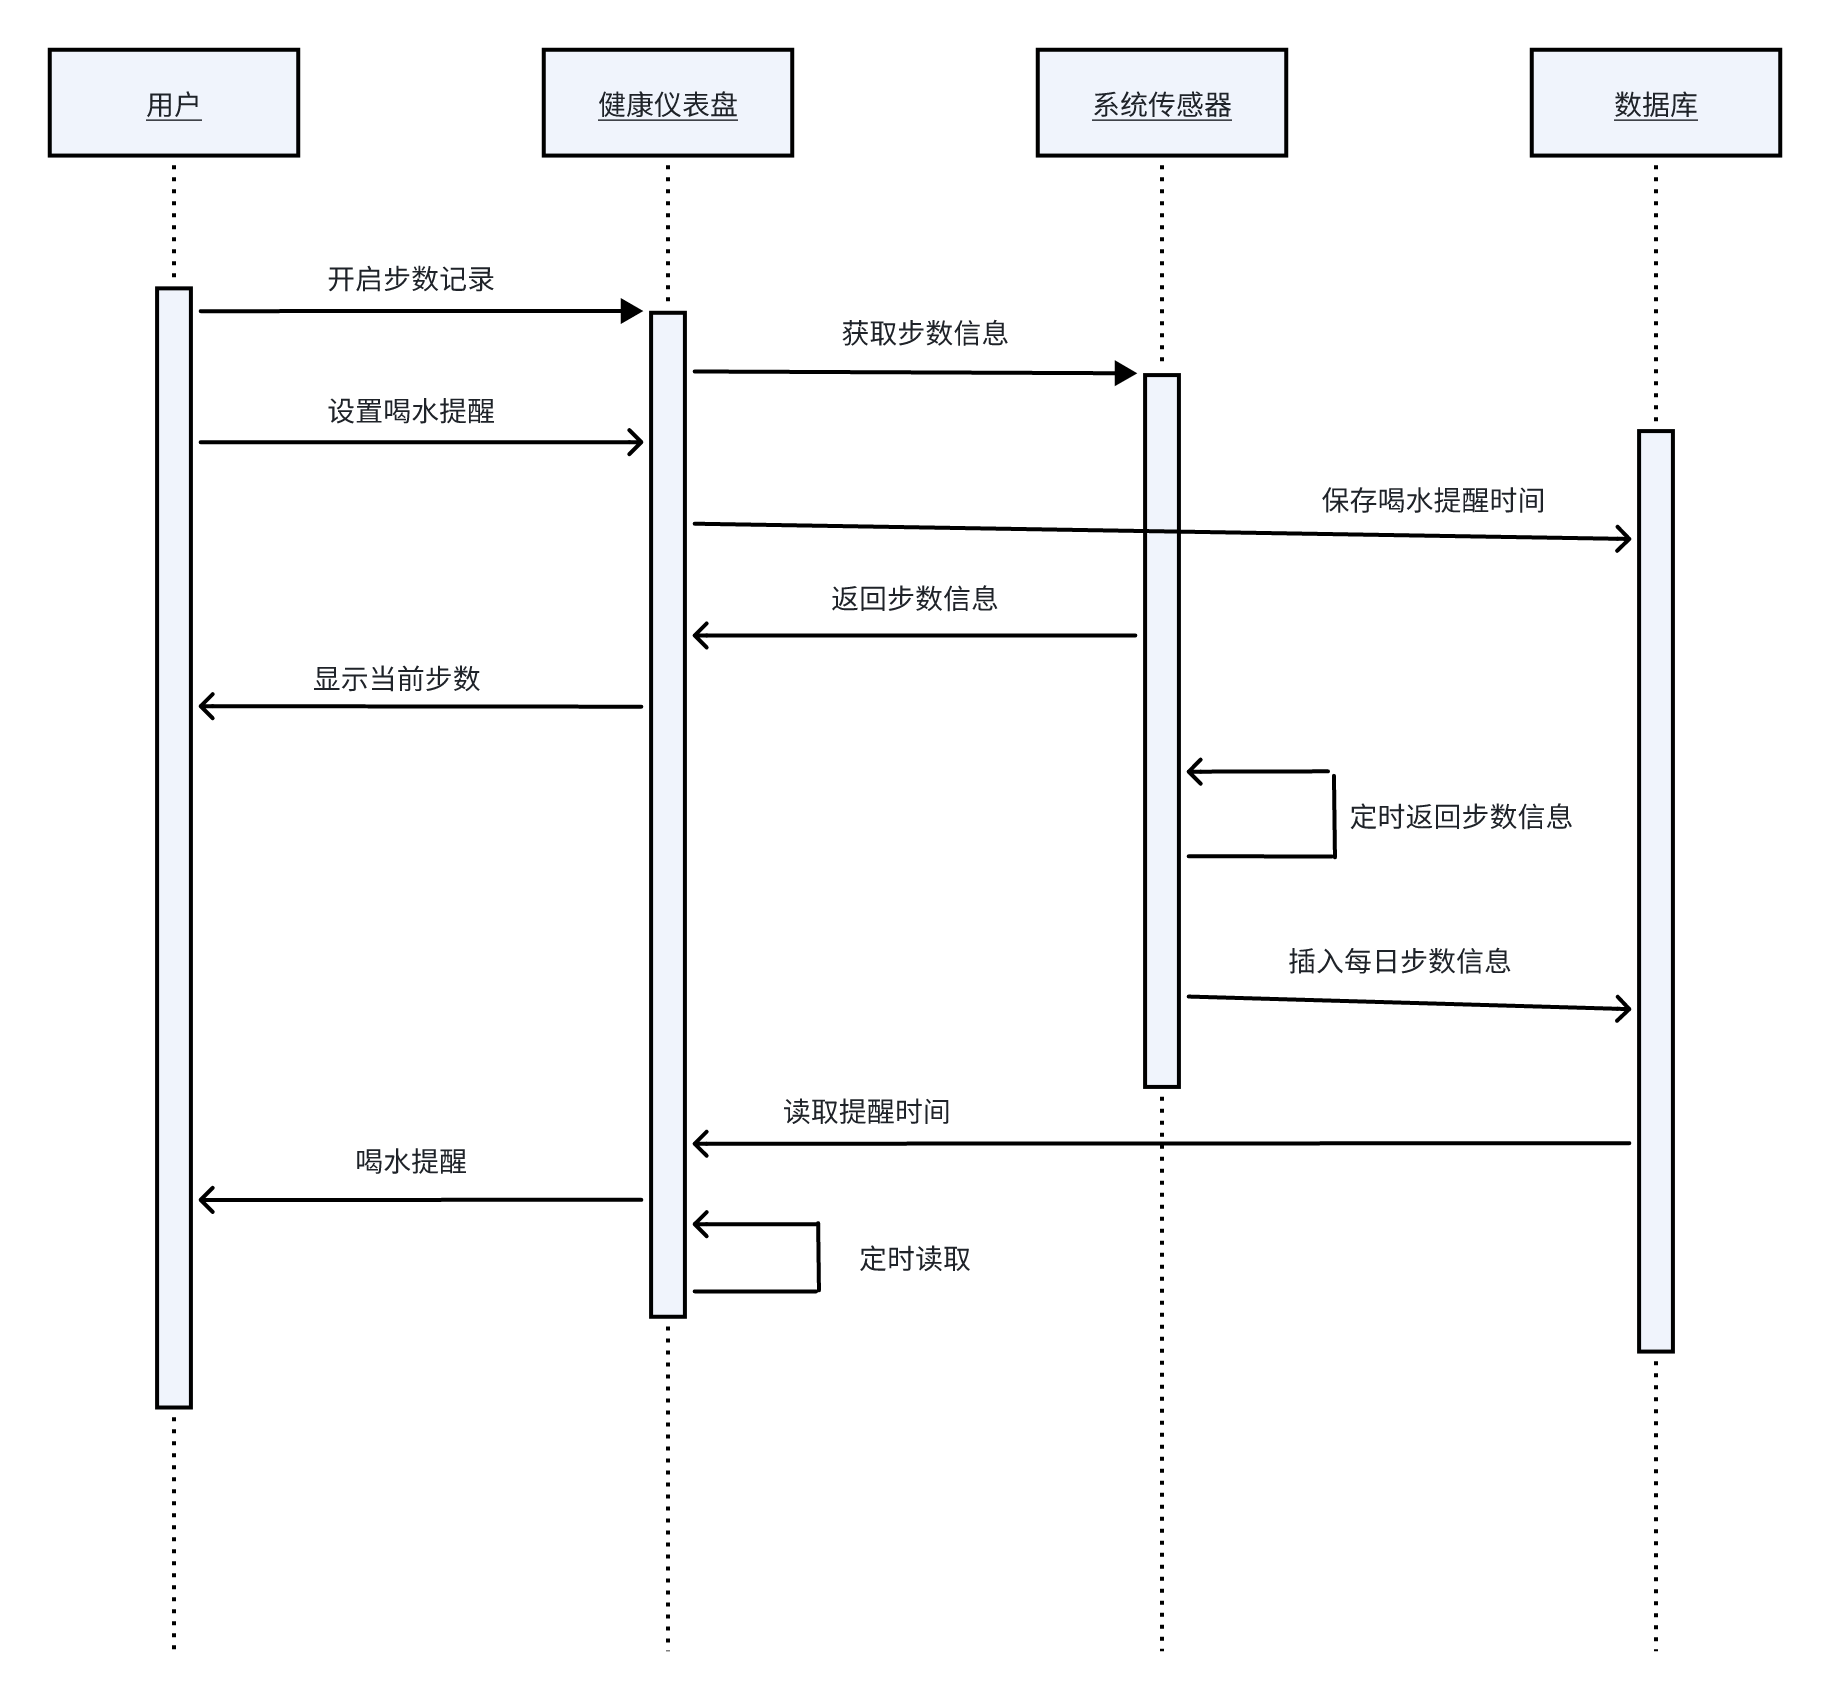 用户
健康仪表盘
系统传感器
数据库
开启步数记录
获取步数信息
设置喝水提醒
保存喝水提醒时间
返回步数信息
显示当前步数
定时返回步数信息
插入每日步数信息
读取提醒时间
喝水提醒
定时读取